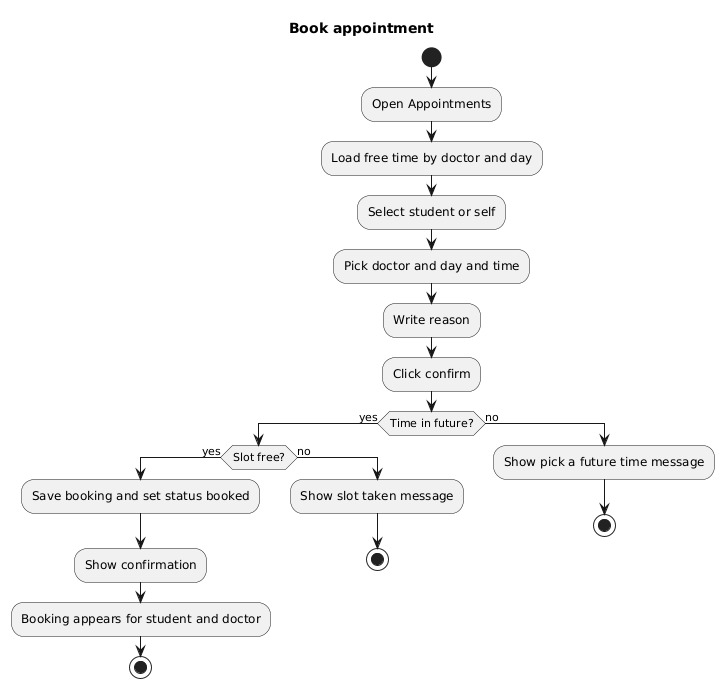 Book appointment
Open Appointments
Load free time by doctor and day
Select student or self
Pick doctor and day and time
Write reason
Click confirm
yes
Time in future?
no
yes
Slot free?
no
Show pick a future time message
Save booking and set status booked
Show slot taken message
Show confirmation
Booking appears for student and doctor